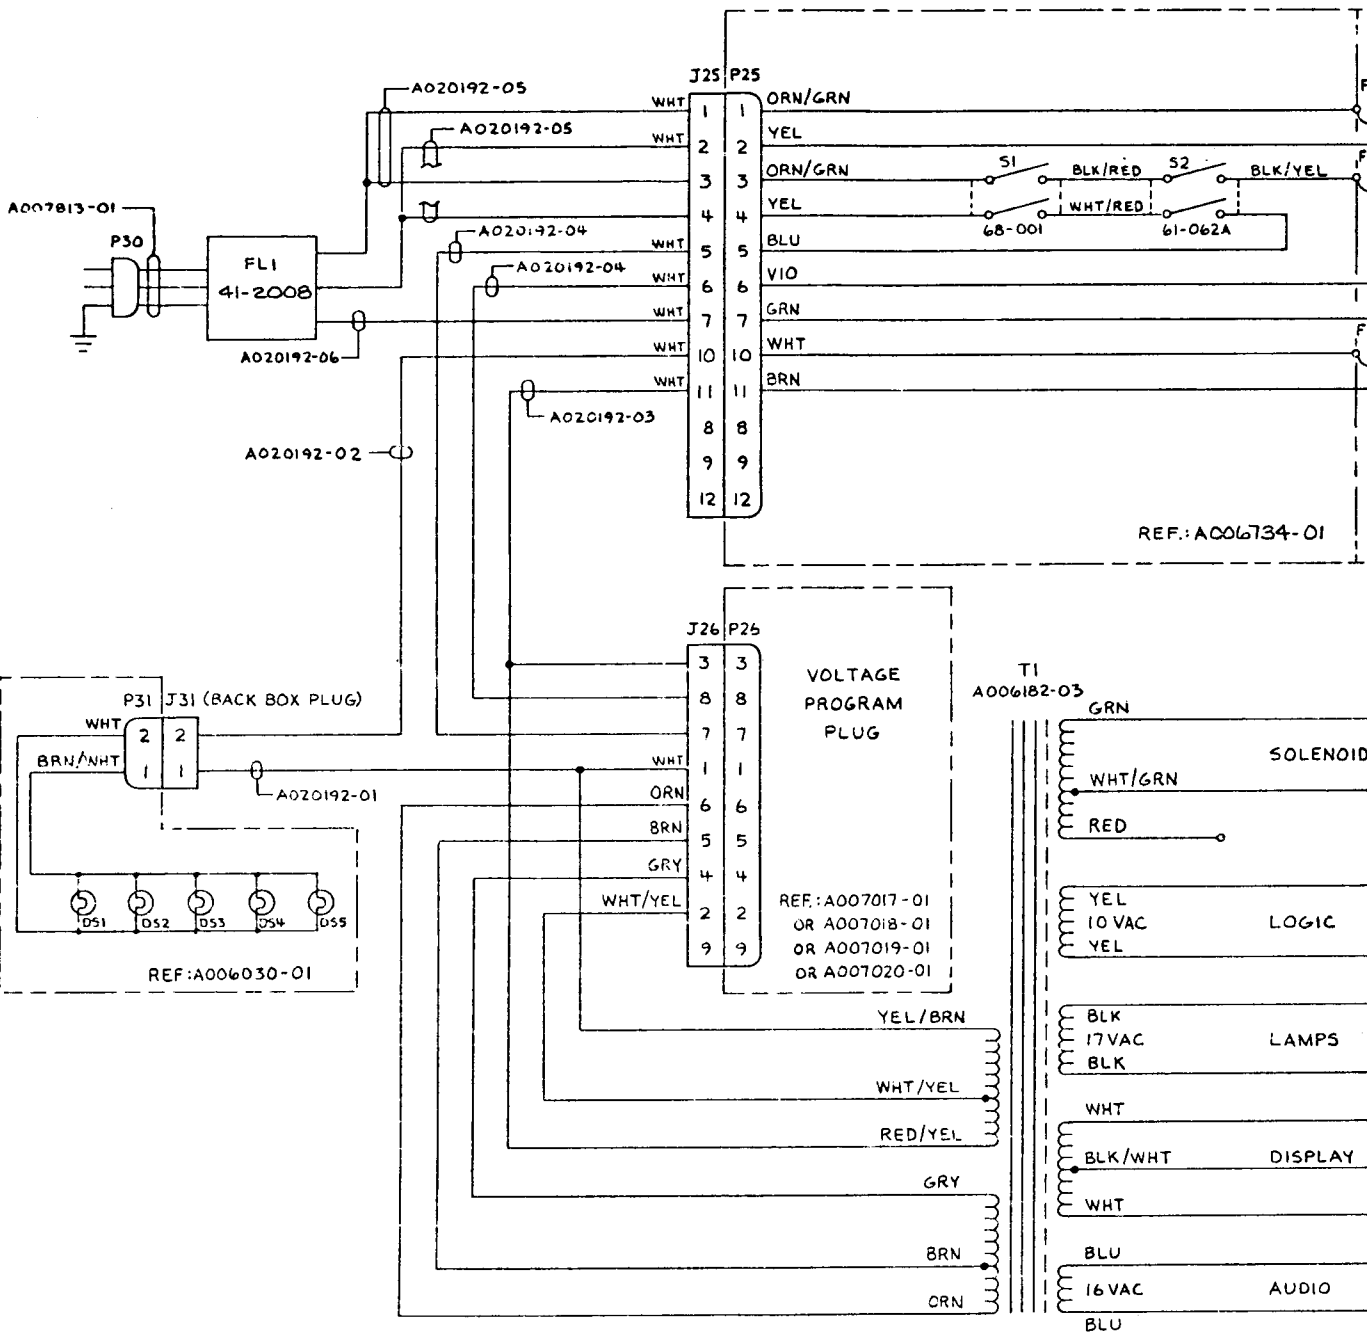 J25 P25
A020192-05
WHT 1 1 ORN/GRN
F
A020192-05
WHT 2 2 YEL
3 3 ORN/GRN
S1 BLK/RED S2 BLK/YEL
F
4 4 YEL
WHT/RED
68-001 61-062A
A007813-01
P30
FL1
41-2008
A020192-04
WHT 5 5 BLU
A020192-04
WHT 6 6 VIO
WHT 7 7 GRN
A020192-06
WHT 10 10 WHT
F
WHT 11 11 BRN
A020192-03
8 8
A020192-02
9 9
12 12
REF.: A006734-01
J26 P26
3 3
8 8
7 7
WHT 1 1
ORN 6 6
BRN 5 5
GRY 4 4
WHT/YEL 2 2
9 9
VOLTAGE
PROGRAM
PLUG
REF.: A007017-01
OR A007018-01
OR A007019-01
OR A007020-01
P31 J31 (BACK BOX PLUG)
WHT 2 2
BRN/WHT 1 1
A020192-01
DS1 DS2 DS3 DS4 DS5
REF: A006030-01
T1
A006182-03
GRN
SOLENOID
WHT/GRN
RED
YEL
10 VAC LOGIC
YEL
BLK
17 VAC LAMPS
BLK
WHT
BLK/WHT DISPLAY
WHT
BLU
16 VAC AUDIO
BLU
YEL/BRN
WHT/YEL
RED/YEL
GRY
BRN
ORN